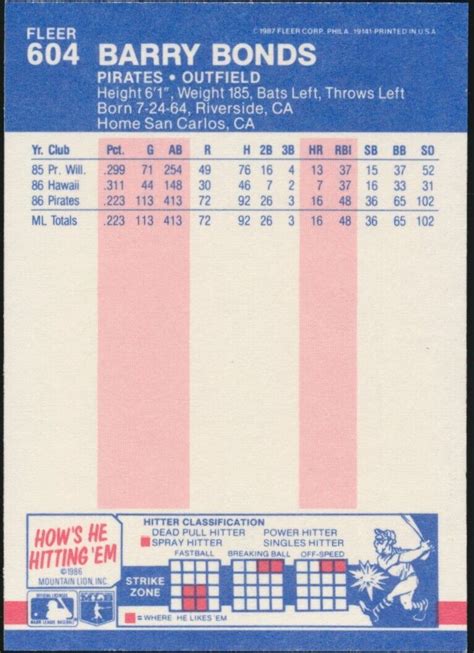 FLEER ©1987 FLEER CORP. PHILA. 19141-PRINTED IN U.S.A.
604 BARRY BONDS
PIRATES • OUTFIELD
Height 6'1", Weight 185, Bats Left, Throws Left
Born 7-24-64, Riverside, CA
Home San Carlos, CA
Yr. Club Pct. G AB R H 2B 3B HR RBI SB BB SO
85 Pr. Will. .299 71 254 49 76 16 4 13 37 15 37 52
86 Hawaii .311 44 148 30 46 7 2 7 37 16 33 31
86 Pirates .223 113 413 72 92 26 3 16 48 36 65 102
ML Totals .223 113 413 72 92 26 3 16 48 36 65 102
HOW'S HE
HITTING 'EM
©1986
MOUNTAIN LION, INC.
HITTER CLASSIFICATION
DEAD PULL HITTER POWER HITTER
SPRAY HITTER SINGLES HITTER
FASTBALL BREAKING BALL OFF-SPEED
STRIKE
ZONE
= WHERE HE LIKES 'EM